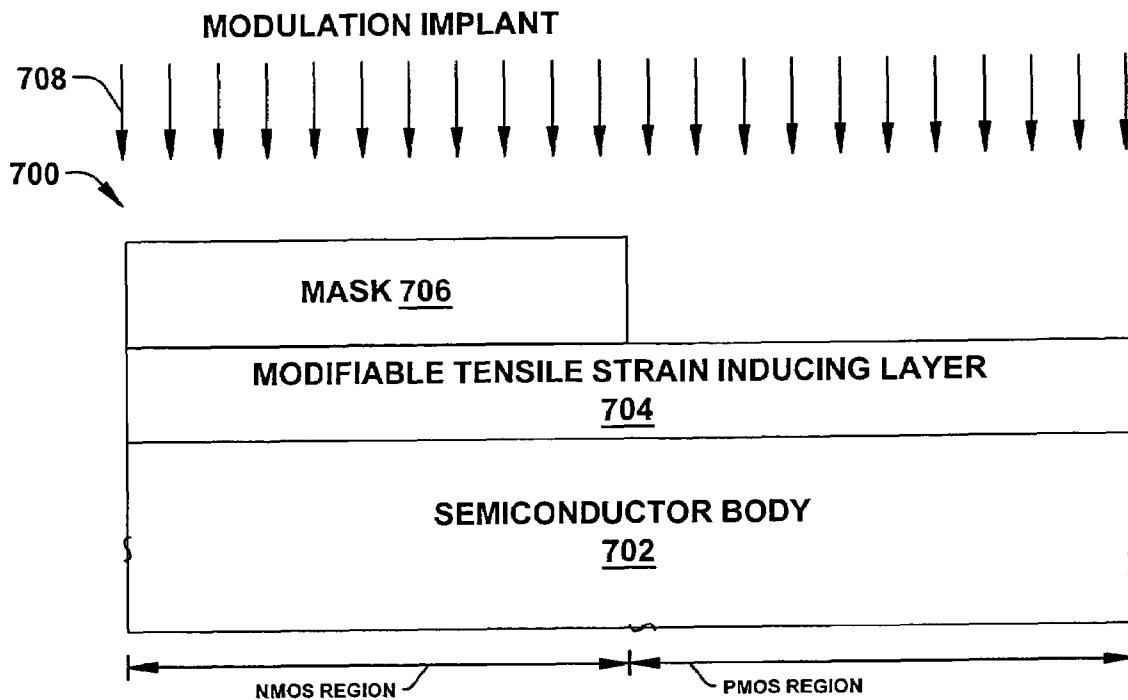 MODULATION IMPLANT
708
700
MASK 706
MODIFIABLE TENSILE STRAIN INDUCING LAYER
704
SEMICONDUCTOR BODY
702
NMOS REGION
PMOS REGION